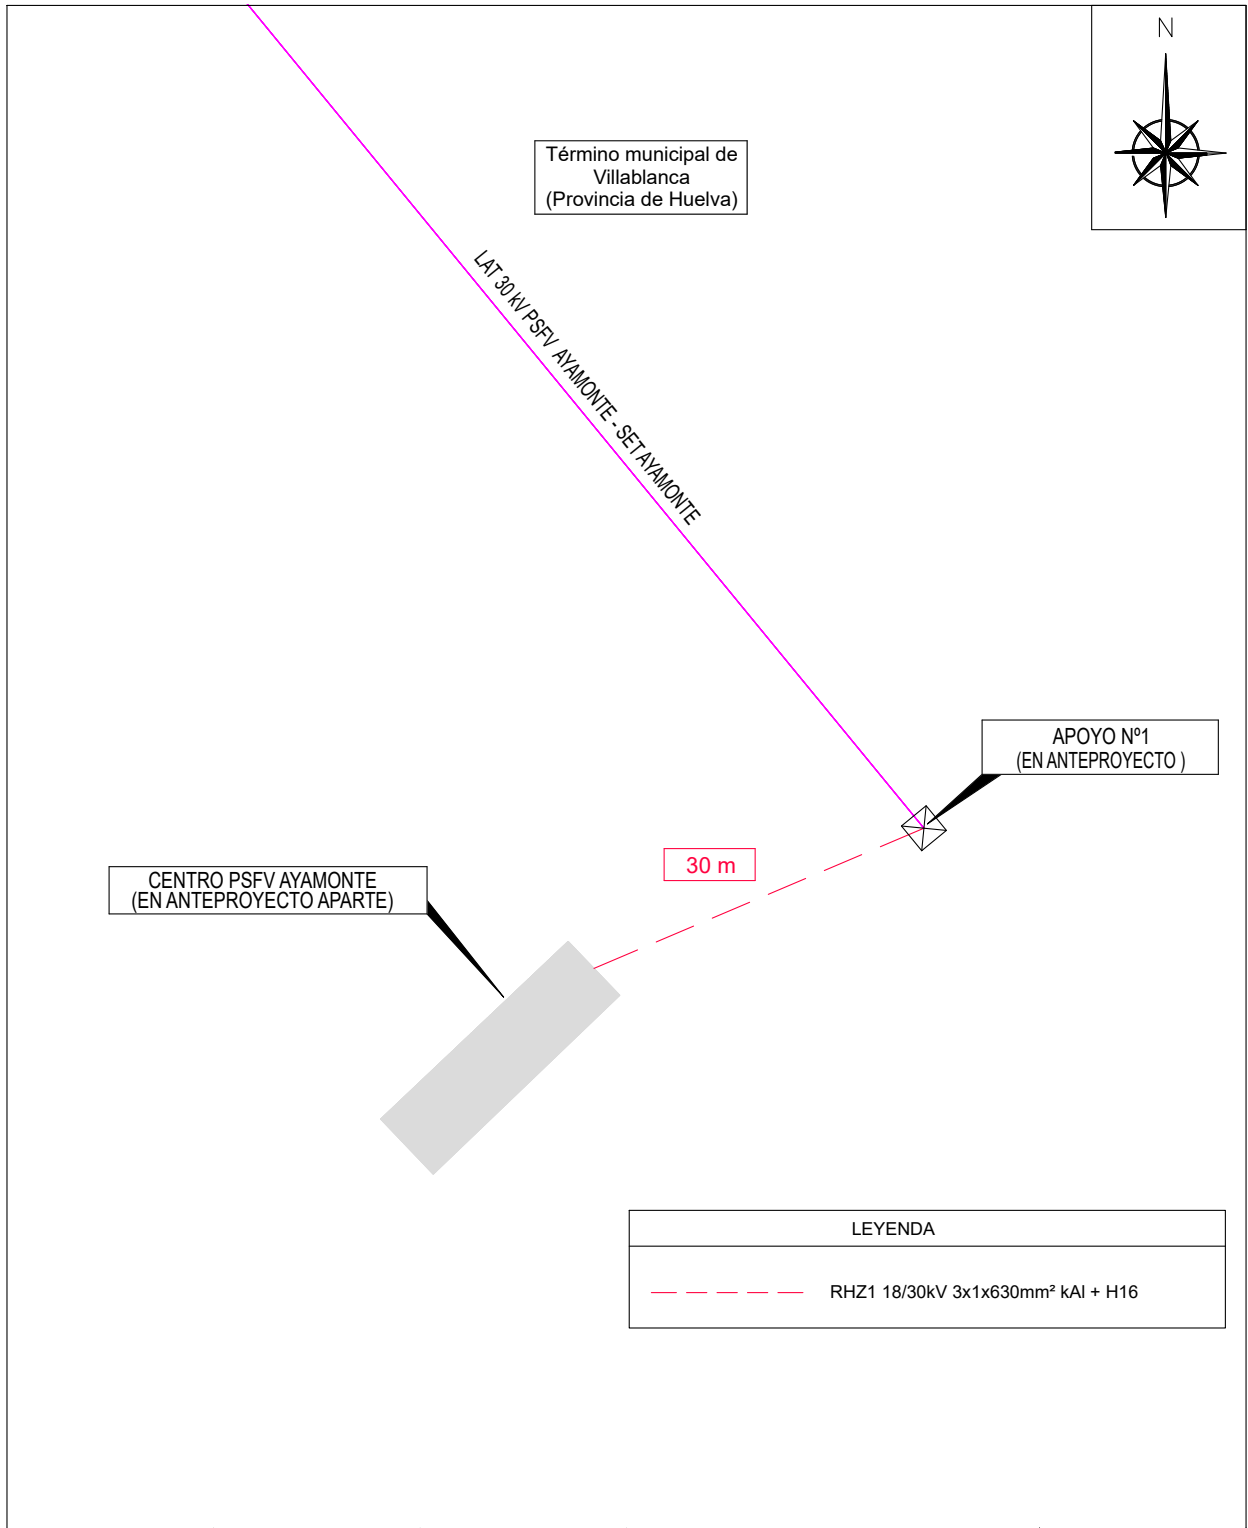 N
Término municipal de
Villablanca
(Provincia de Huelva)
LAT 30 kV PSFV AYAMONTE - SET AYAMONTE
APOYO Nº1
(EN ANTEPROYECTO )
30 m
CENTRO PSFV AYAMONTE
(EN ANTEPROYECTO APARTE)
LEYENDA
RHZ1 18/30kV 3x1x630mm² kAl + H16